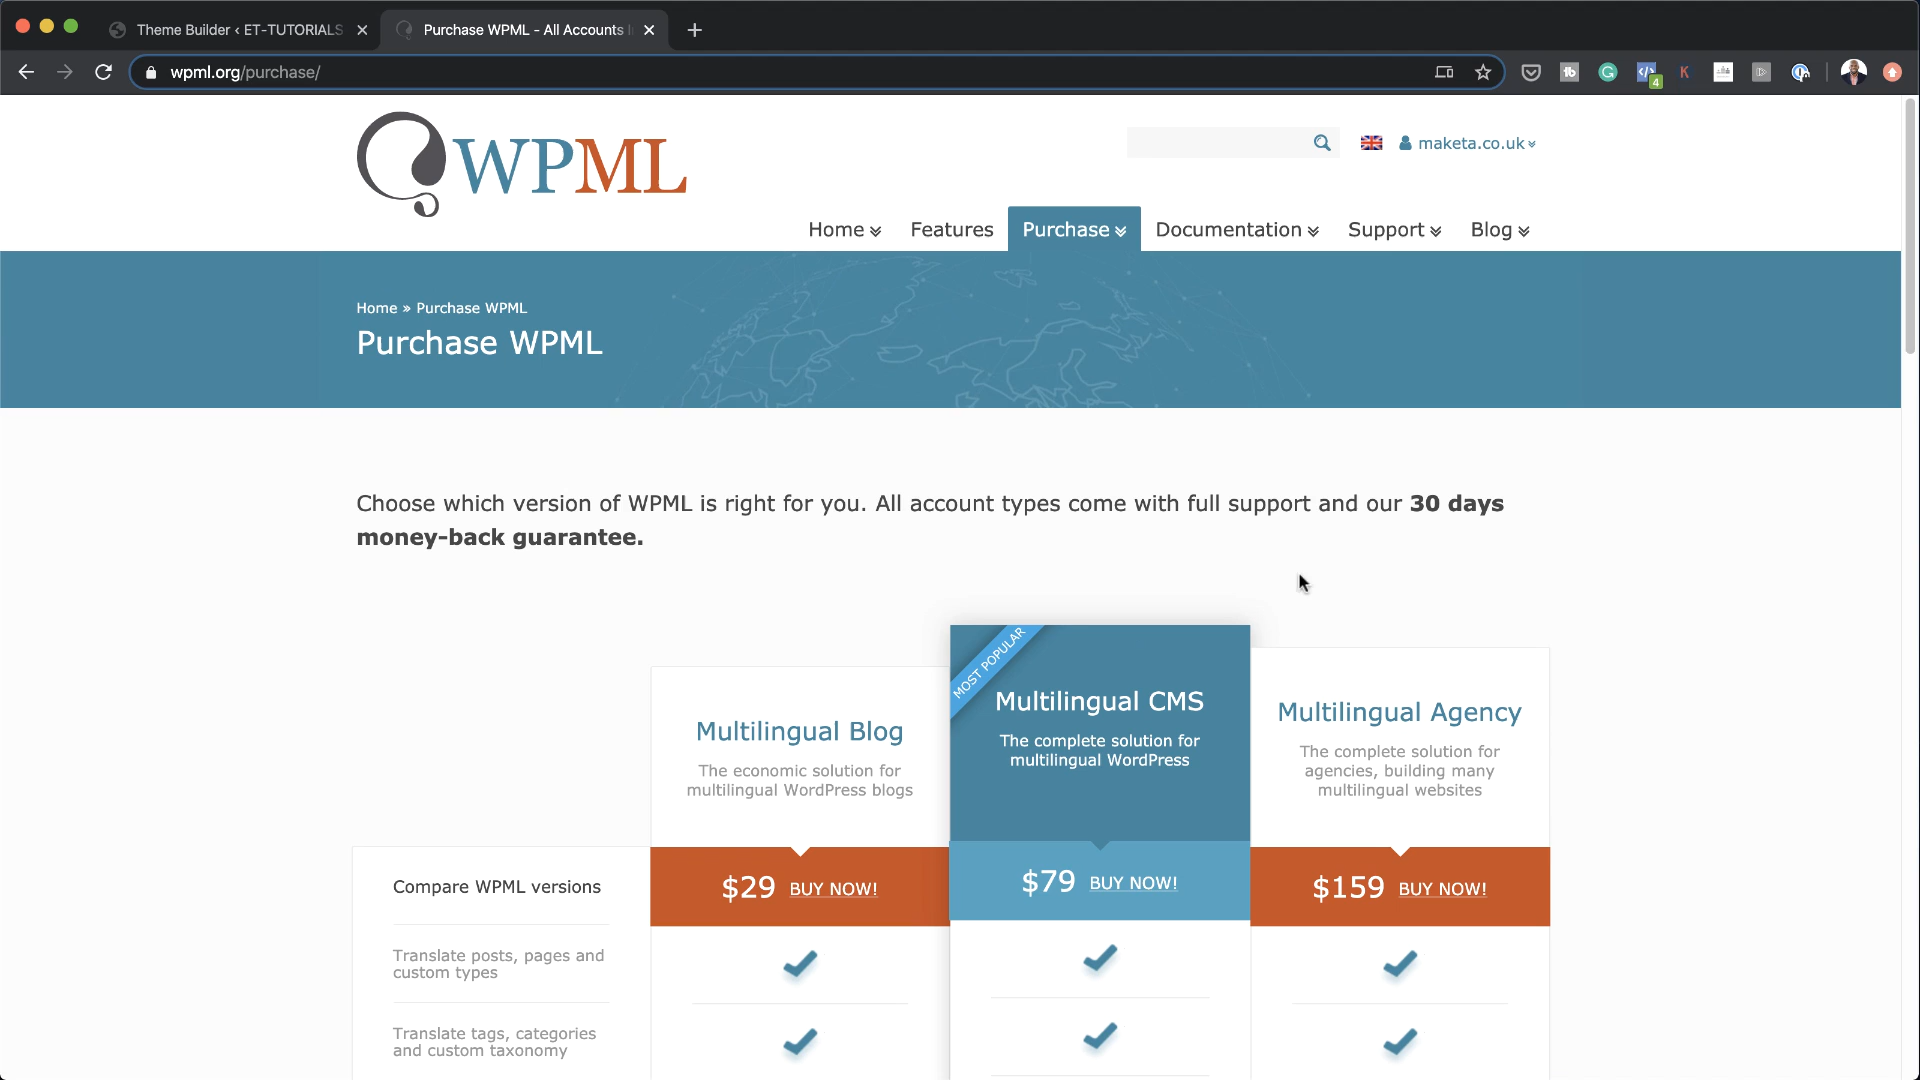 Theme Builder ‹ ET-TUTORIALS
Purchase WPML - All Accounts
wpml.org/purchase/
4
WPML
maketa.co.uk
Home
Features
Purchase
Documentation
Support
Blog
Home » Purchase WPML
Purchase WPML
Choose which version of WPML is right for you. All account types come with full support and our 30 days
money-back guarantee.
MOST POPULAR
Multilingual Blog
The economic solution for
multilingual WordPress blogs
Multilingual CMS
The complete solution for
multilingual WordPress
Multilingual Agency
The complete solution for
agencies, building many
multilingual websites
Compare WPML versions
$29 BUY NOW!
$79 BUY NOW!
$159 BUY NOW!
Translate posts, pages and
custom types
Translate tags, categories
and custom taxonomy